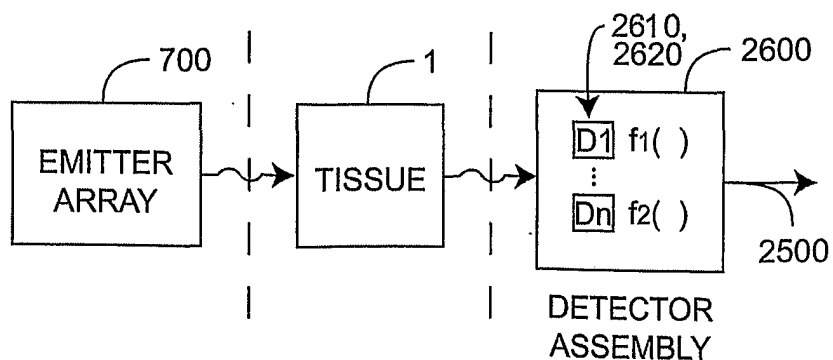 700
1
2610,
2620
2600
EMITTER
ARRAY
TISSUE
D1 f1( )
⋮
Dn f2( )
2500
DETECTOR
ASSEMBLY